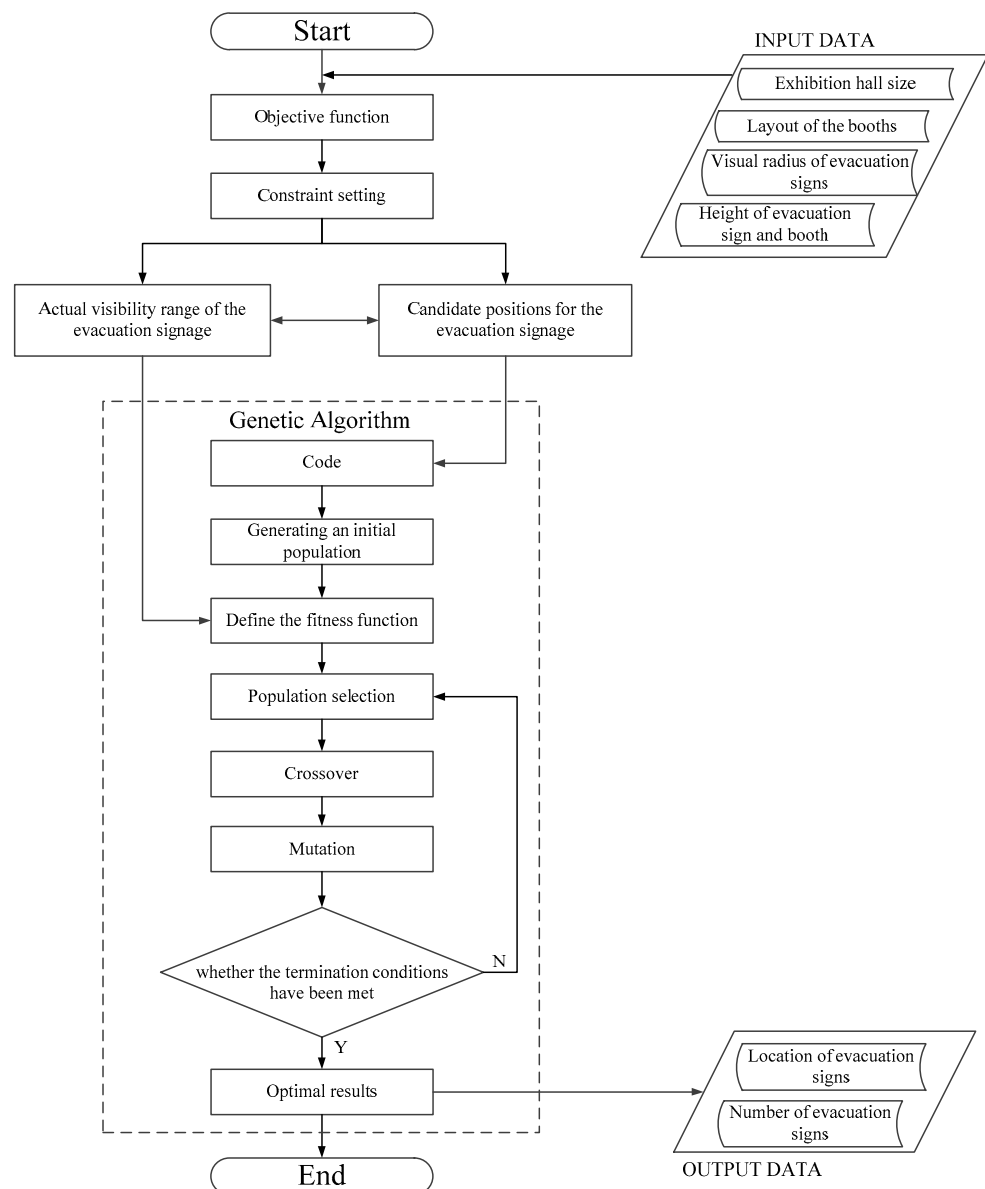 Start
INPUT DATA
Exhibition hall size
Layout of the booths
Visual radius of evacuation
signs
Height of evacuation
sign and booth
Objective function
Constraint setting
Actual visibility range of the
evacuation signage
Candidate positions for the
evacuation signage
Genetic Algorithm
Code
Generating an initial
population
Define the fitness function
Population selection
Crossover
Mutation
whether the termination conditions
have been met
N
Y
Optimal results
Location of evacuation
signs
Number of evacuation
signs
OUTPUT DATA
End